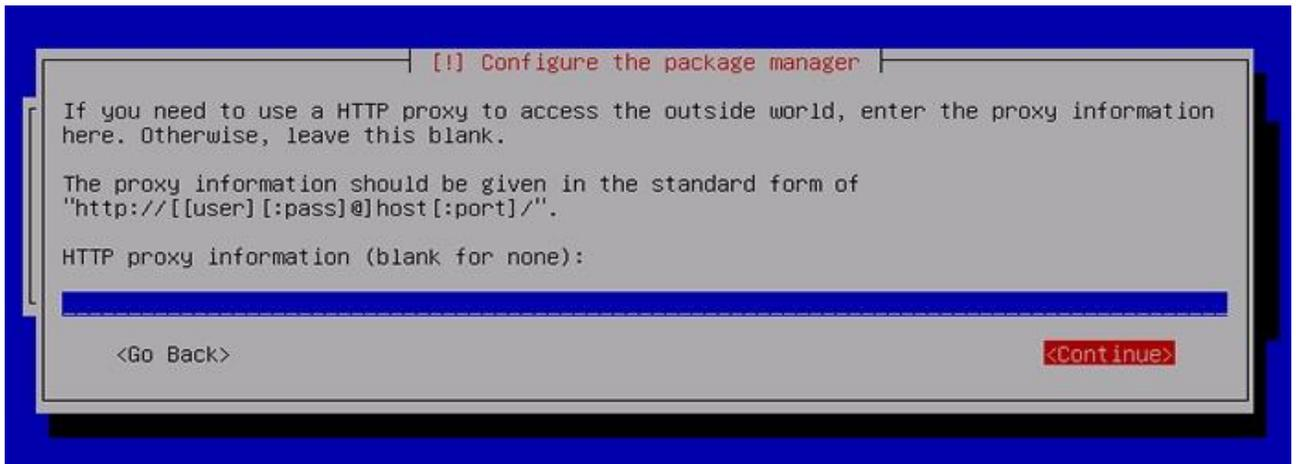 [!] Configure the package manager
If you need to use a HTTP proxy to access the outside world, enter the proxy information
here. Otherwise, leave this blank.
The proxy information should be given in the standard form of
"http://[[user][:pass]@]host[:port]/".
HTTP proxy information (blank for none):
<Go Back> <Continue>